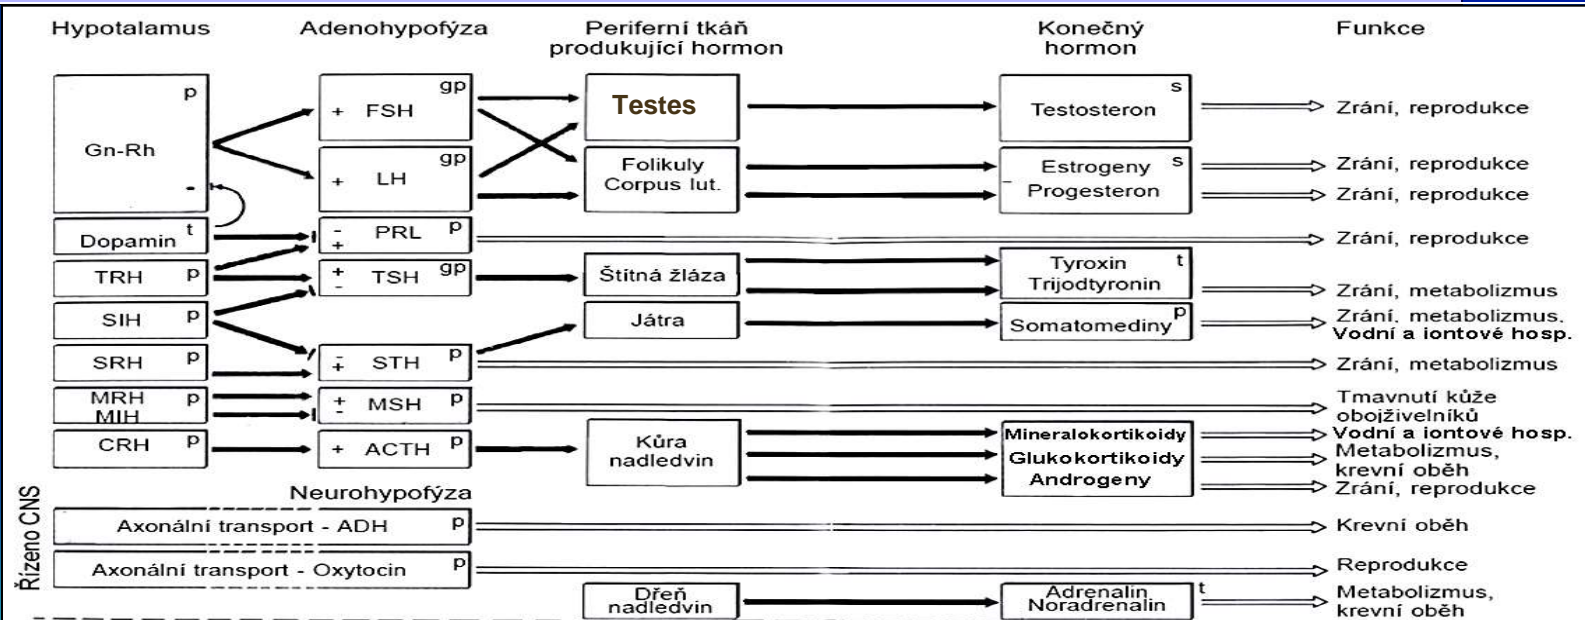 Hypotalamus Adenohypofýza Periferní tkáň Konečný Funkce
produkující hormon hormon
p gp s
+ FSH Testes Testosteron Zrání, reprodukce
Gn-Rh
gp Folikuly Estrogeny s Zrání, reprodukce
+ LH Corpus lut. - Progesteron Zrání, reprodukce
-
Dopamin t - PRL p Zrání, reprodukce
+
TRH p + TSH gp Štítná žláza Tyroxin t
- Trijodtyronin Zrání, metabolizmus
SIH p Játra Somatomediny p Zrání, metabolizmus.
Vodní a iontové hosp.
SRH p - STH p Zrání, metabolizmus
+
MRH p + MSH p Tmavnutí kůže
MIH - obojživelníků
CRH p + ACTH p Kůra Mineralokortikoidy Vodní a iontové hosp.
nadledvin Glukokortikoidy Metabolizmus,
krevní oběh
Androgeny Zrání, reprodukce
Neurohypofýza
Řízeno CNS
Axonální transport - ADH p Krevní oběh
Axonální transport - Oxytocin p Reprodukce
Dřeň Adrenalin t Metabolizmus,
nadledvin Noradrenalin krevní oběh